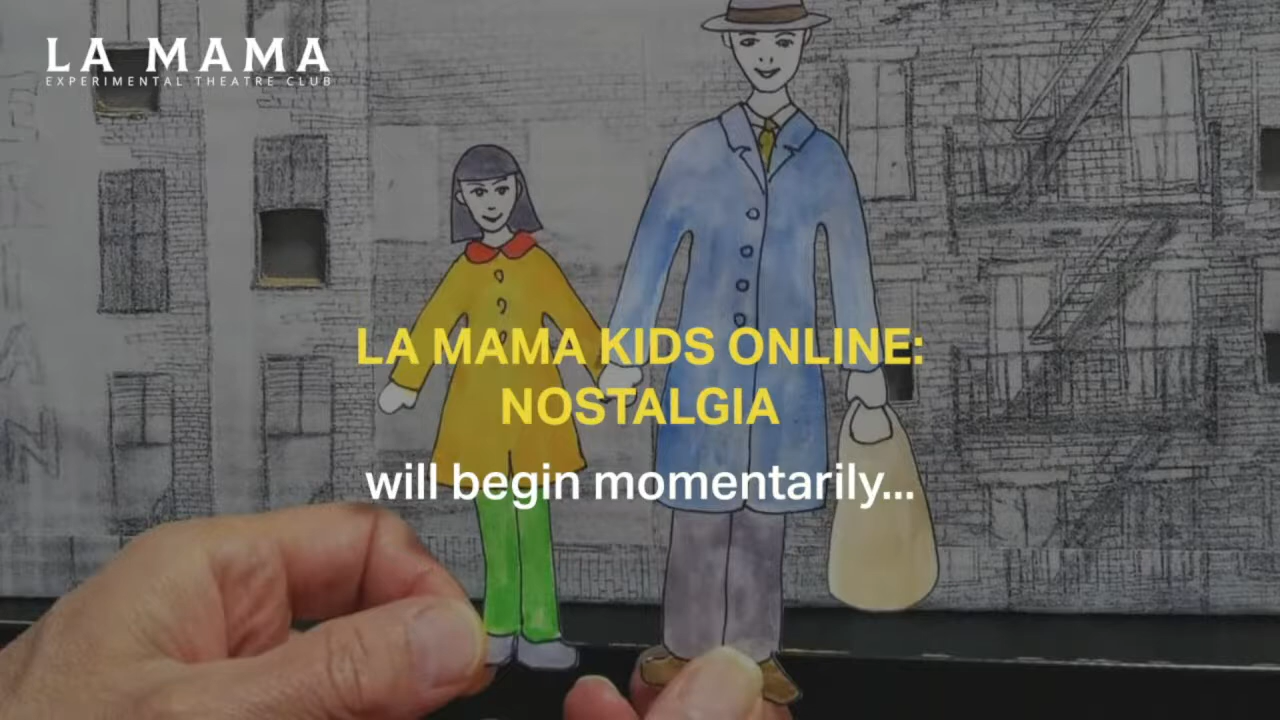 LA MAMA
EXPERIMENTAL THEATRE CLUB
LA MAMA KIDS ONLINE:
NOSTALGIA
will begin momentarily...